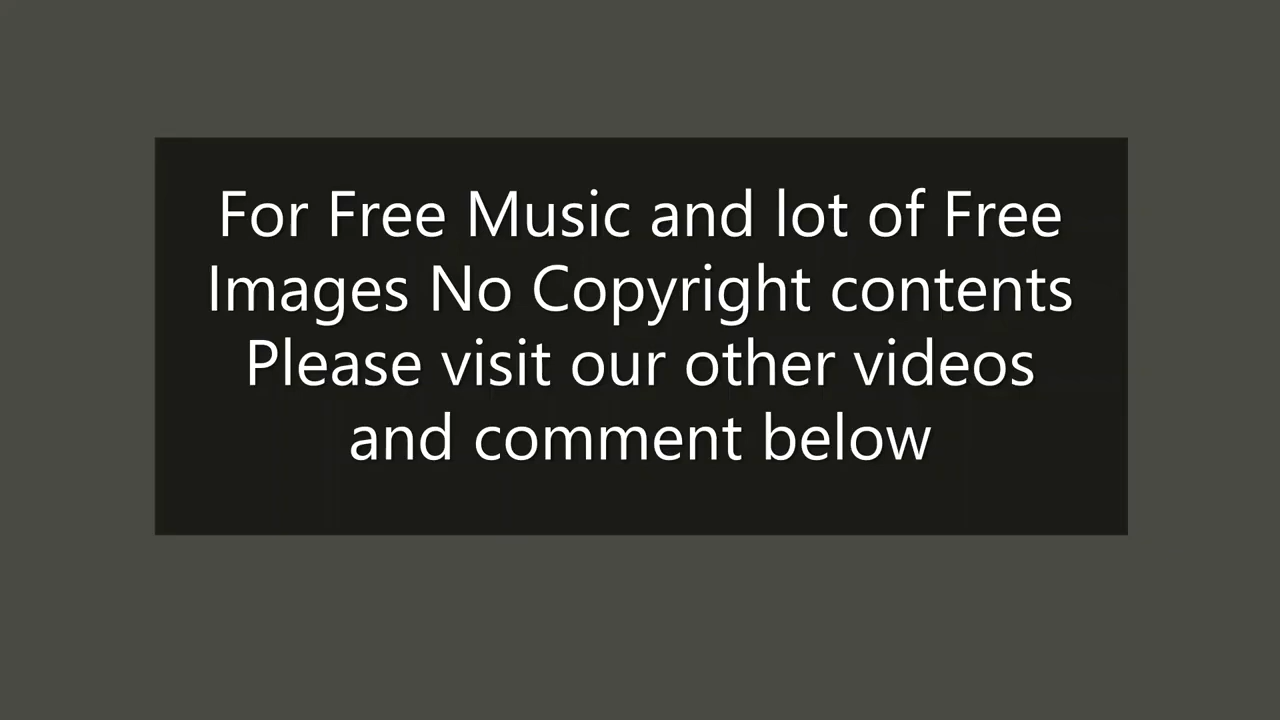 For Free Music and lot of Free
Images No Copyright contents
Please visit our other videos
and comment below